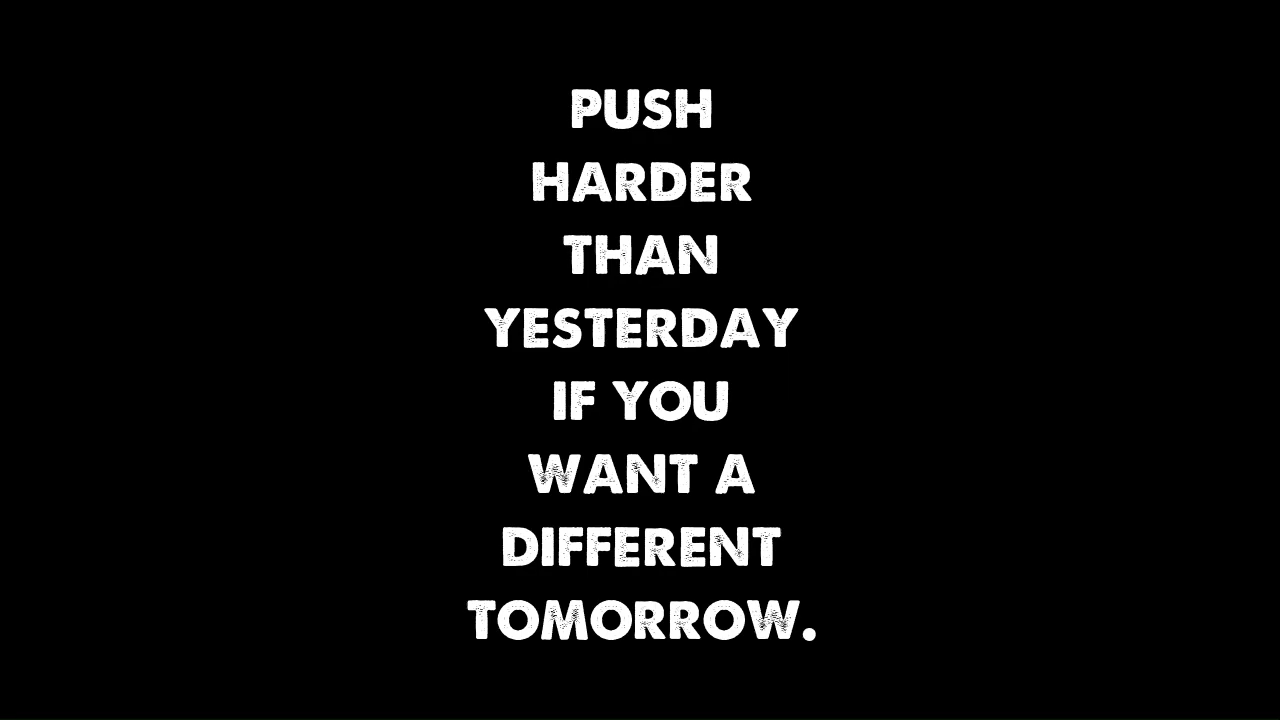 PUSH
HARDER
THAN
YESTERDAY
IF YOU
WANT A
DIFFERENT
TOMORROW.